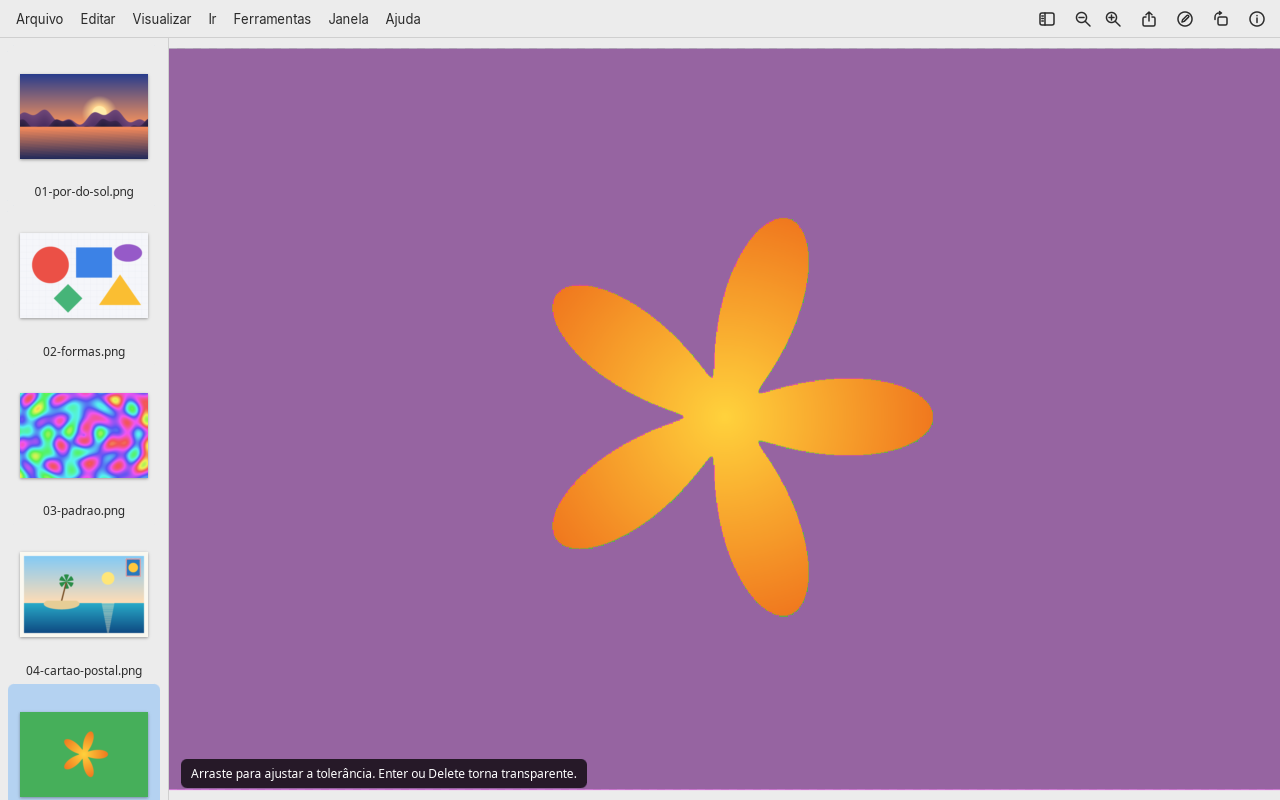 Arquivo Editar Visualizar Ir Ferramentas Janela Ajuda
01-por-do-sol.png
02-formas.png
03-padrao.png
04-cartao-postal.png
Arraste para ajustar a tolerância. Enter ou Delete torna transparente.